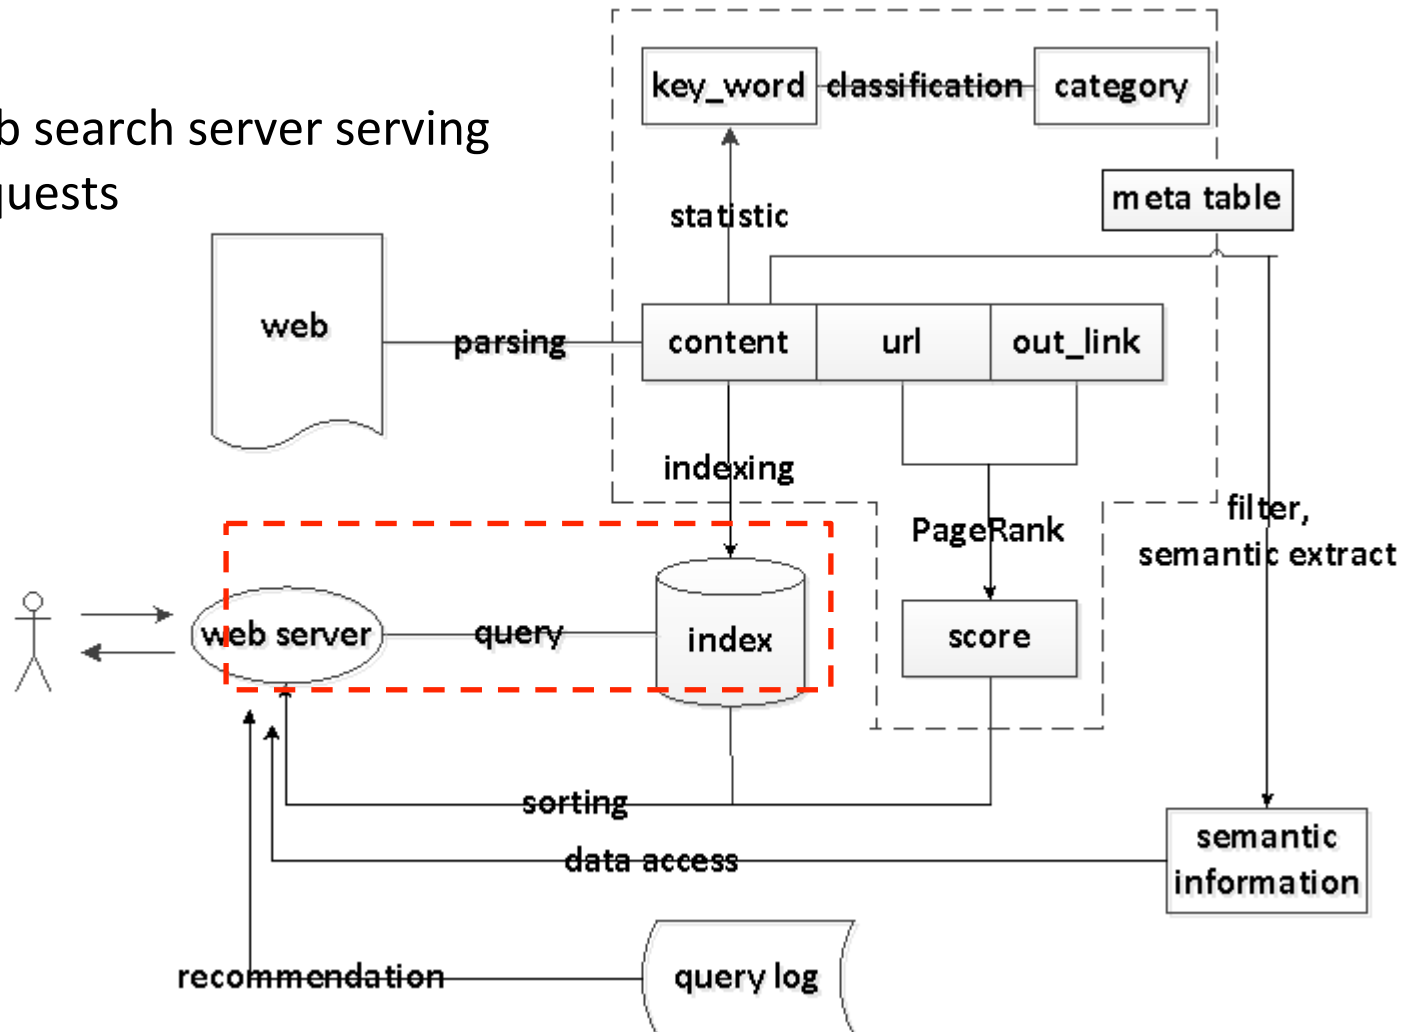 key_word classification category
b search server serving
quests
meta table
statistic
web
parsing
content url out_link
indexing
PageRank
filter,
semantic extract
web server query index
score
sorting
data access
semantic
information
recommendation
query log